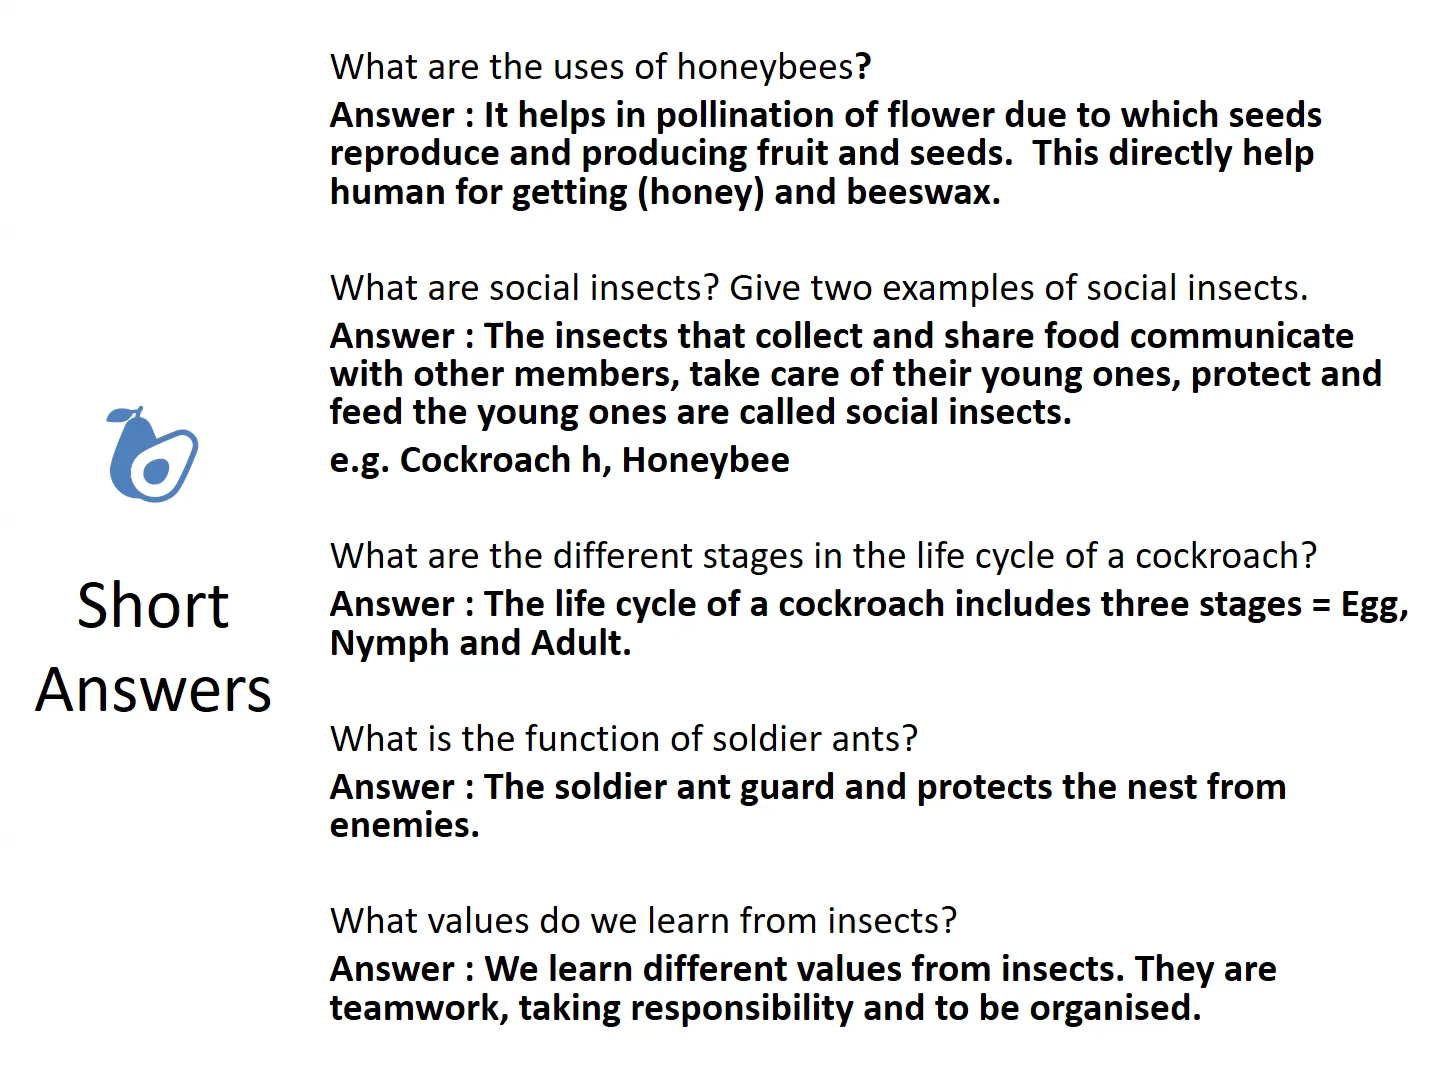 What are the uses of honeybees?
Answer : It helps in pollination of flower due to which seeds
reproduce and producing fruit and seeds.  This directly help
human for getting (honey) and beeswax.
What are social insects? Give two examples of social insects.
Answer : The insects that collect and share food communicate
with other members, take care of their young ones, protect and
feed the young ones are called social insects.
e.g. Cockroach h, Honeybee
What are the different stages in the life cycle of a cockroach?
Answer : The life cycle of a cockroach includes three stages = Egg,
Nymph and Adult.
What is the function of soldier ants?
Answer : The soldier ant guard and protects the nest from
enemies.
What values do we learn from insects?
Answer : We learn different values from insects. They are
teamwork, taking responsibility and to be organised.
Short
Answers